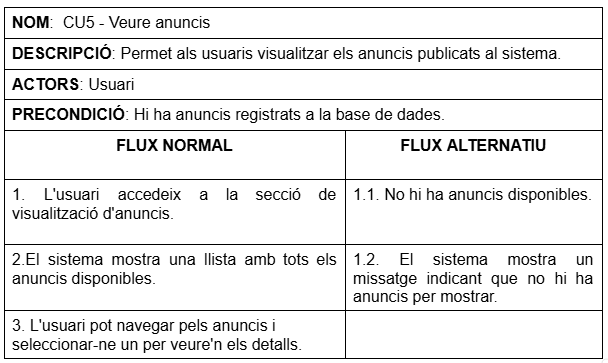 NOM: CU5 - Veure anuncis
DESCRIPCIÓ: Permet als usuaris visualitzar els anuncis publicats al sistema.
ACTORS: Usuari
PRECONDICIÓ: Hi ha anuncis registrats a la base de dades.
FLUX NORMAL
FLUX ALTERNATIU
1. L'usuari accedeix a la secció de
visualització d'anuncis.
1.1. No hi ha anuncis disponibles.
2.El sistema mostra una llista amb tots els
anuncis disponibles.
1.2. El sistema mostra un
missatge indicant que no hi ha
anuncis per mostrar.
3. L'usuari pot navegar pels anuncis i
seleccionar-ne un per veure'n els detalls.